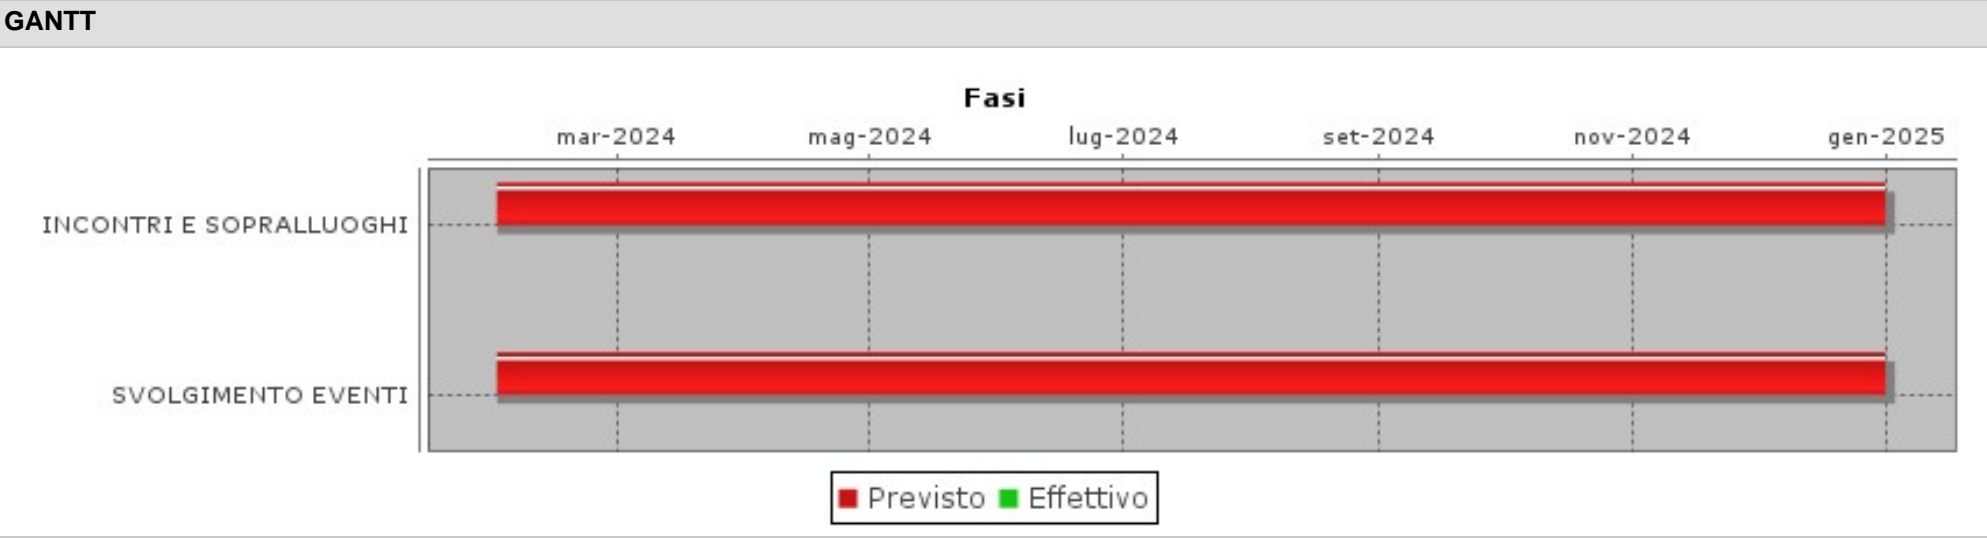 GANTT
Fasi
mar-2024 mag-2024 lug-2024 set-2024 nov-2024 gen-2025
INCONTRI E SOPRALLUOGHI
SVOLGIMENTO EVENTI
Previsto Effettivo